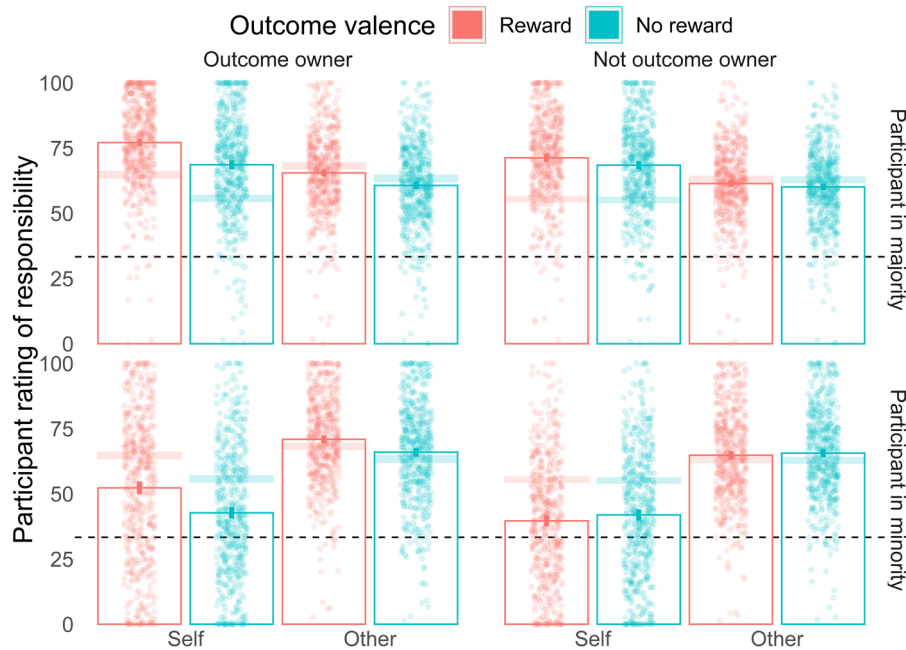 Outcome valence Reward No reward
Outcome owner Not outcome owner
Participant rating of responsibility
100
75
50
25
0
Participant in majority
100
75
50
25
0
Participant in minority
Self Other Self Other